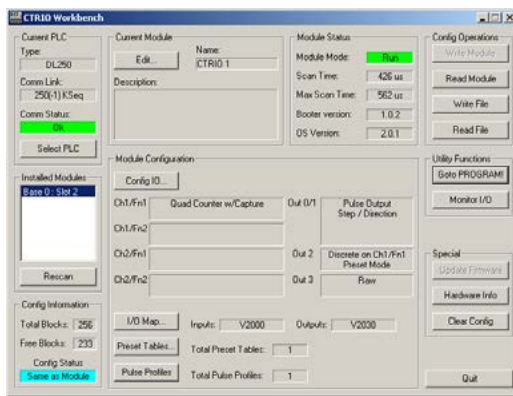 CTRIO Workbench
Current PLC
Type:
DL250
Comm Link:
250(-1) KSeq
Comm Status:
Ok
Select PLC
Installed Modules
Base 0 : Slot 2
Rescan
Config Information
Total Blocks: 256
Free Blocks: 233
Config Status
Same as Module
Current Module
Edit...
Name:
CTRIO 1
Description:
Module Status
Module Mode: Run
Scan Time: 426 us
Max Scan Time: 562 us
Booter version: 1.0.2
OS Version: 2.0.1
Module Configuration
Config IO...
Ch1/Fn1 Quad Counter w/Capture
Ch1/Fn2
Ch2/Fn1
Ch2/Fn2
Out 0/1 Pulse Output
Step / Direction
Out 2 Discrete on Ch1/Fn1
Preset Mode
Out 3 Raw
I/O Map... Inputs: V2000 Outputs: V2030
Preset Tables... Total Preset Tables: 1
Pulse Profiles Total Pulse Profiles: 1
Config Operations
Write Module
Read Module
Write File
Read File
Utility Functions
Goto PROGRAM!
Monitor I/O
Special
Update Firmware
Hardware Info
Clear Config
Quit